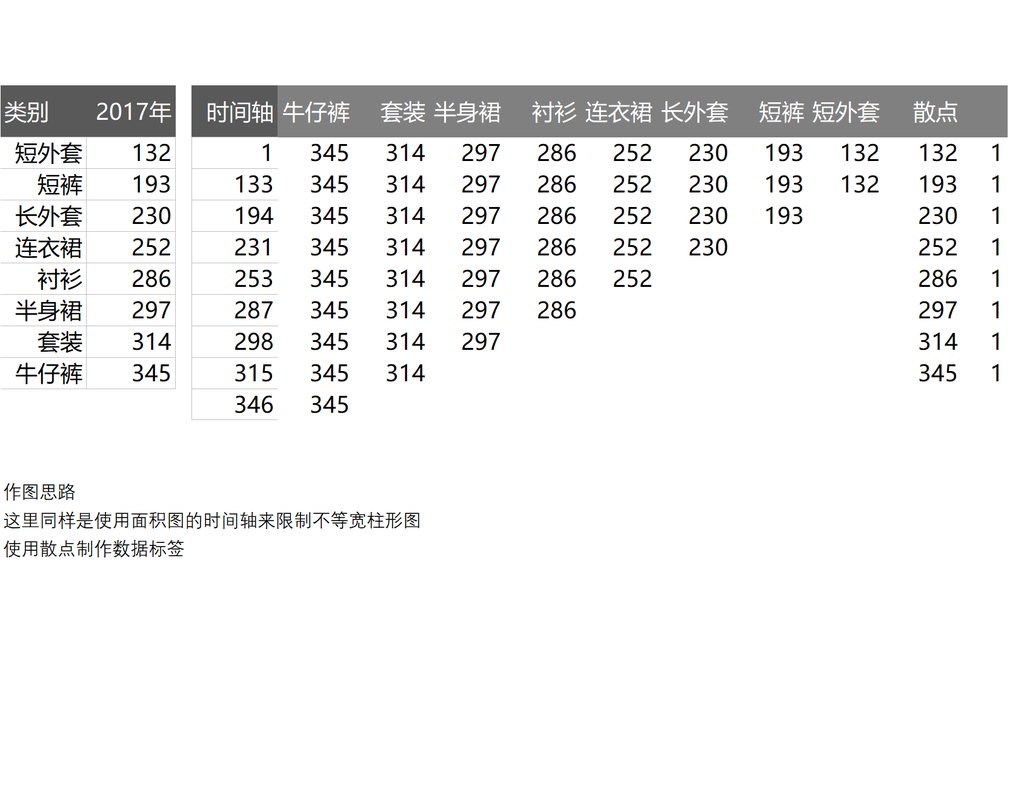 类别 2017年 时间轴 牛仔裤 套装 半身裙 衬衫 连衣裙 长外套 短裤 短外套 散点
短外套 132 1 345 314 297 286 252 230 193 132 132 1
短裤 193 133 345 314 297 286 252 230 193 132 193 1
长外套 230 194 345 314 297 286 252 230 193 230 1
连衣裙 252 231 345 314 297 286 252 230 252 1
衬衫 286 253 345 314 297 286 252 286 1
半身裙 297 287 345 314 297 286 297 1
套装 314 298 345 314 297 314 1
牛仔裤 345 315 345 314 345 1
346 345
作图思路
这里同样是使用面积图的时间轴来限制不等宽柱形图
使用散点制作数据标签